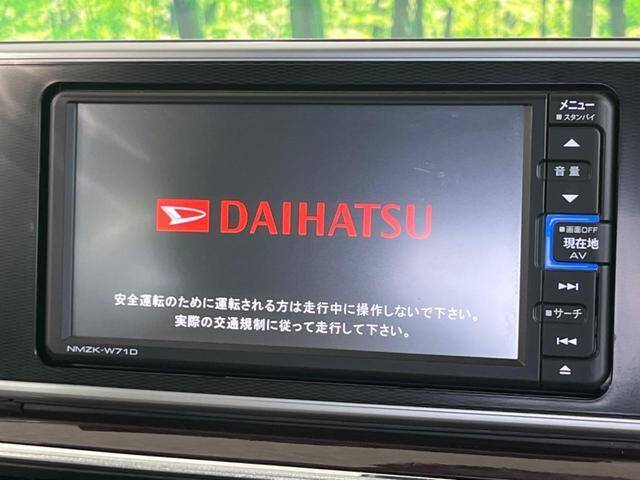 メニュー
■スタンバイ
音量
■画面OFF
現在地
AV
■サーチ
DAIHATSU
安全運転のために運転される方は走行中に操作しないで下さい。
実際の交通規制に従って走行して下さい。
NMZK-W71D